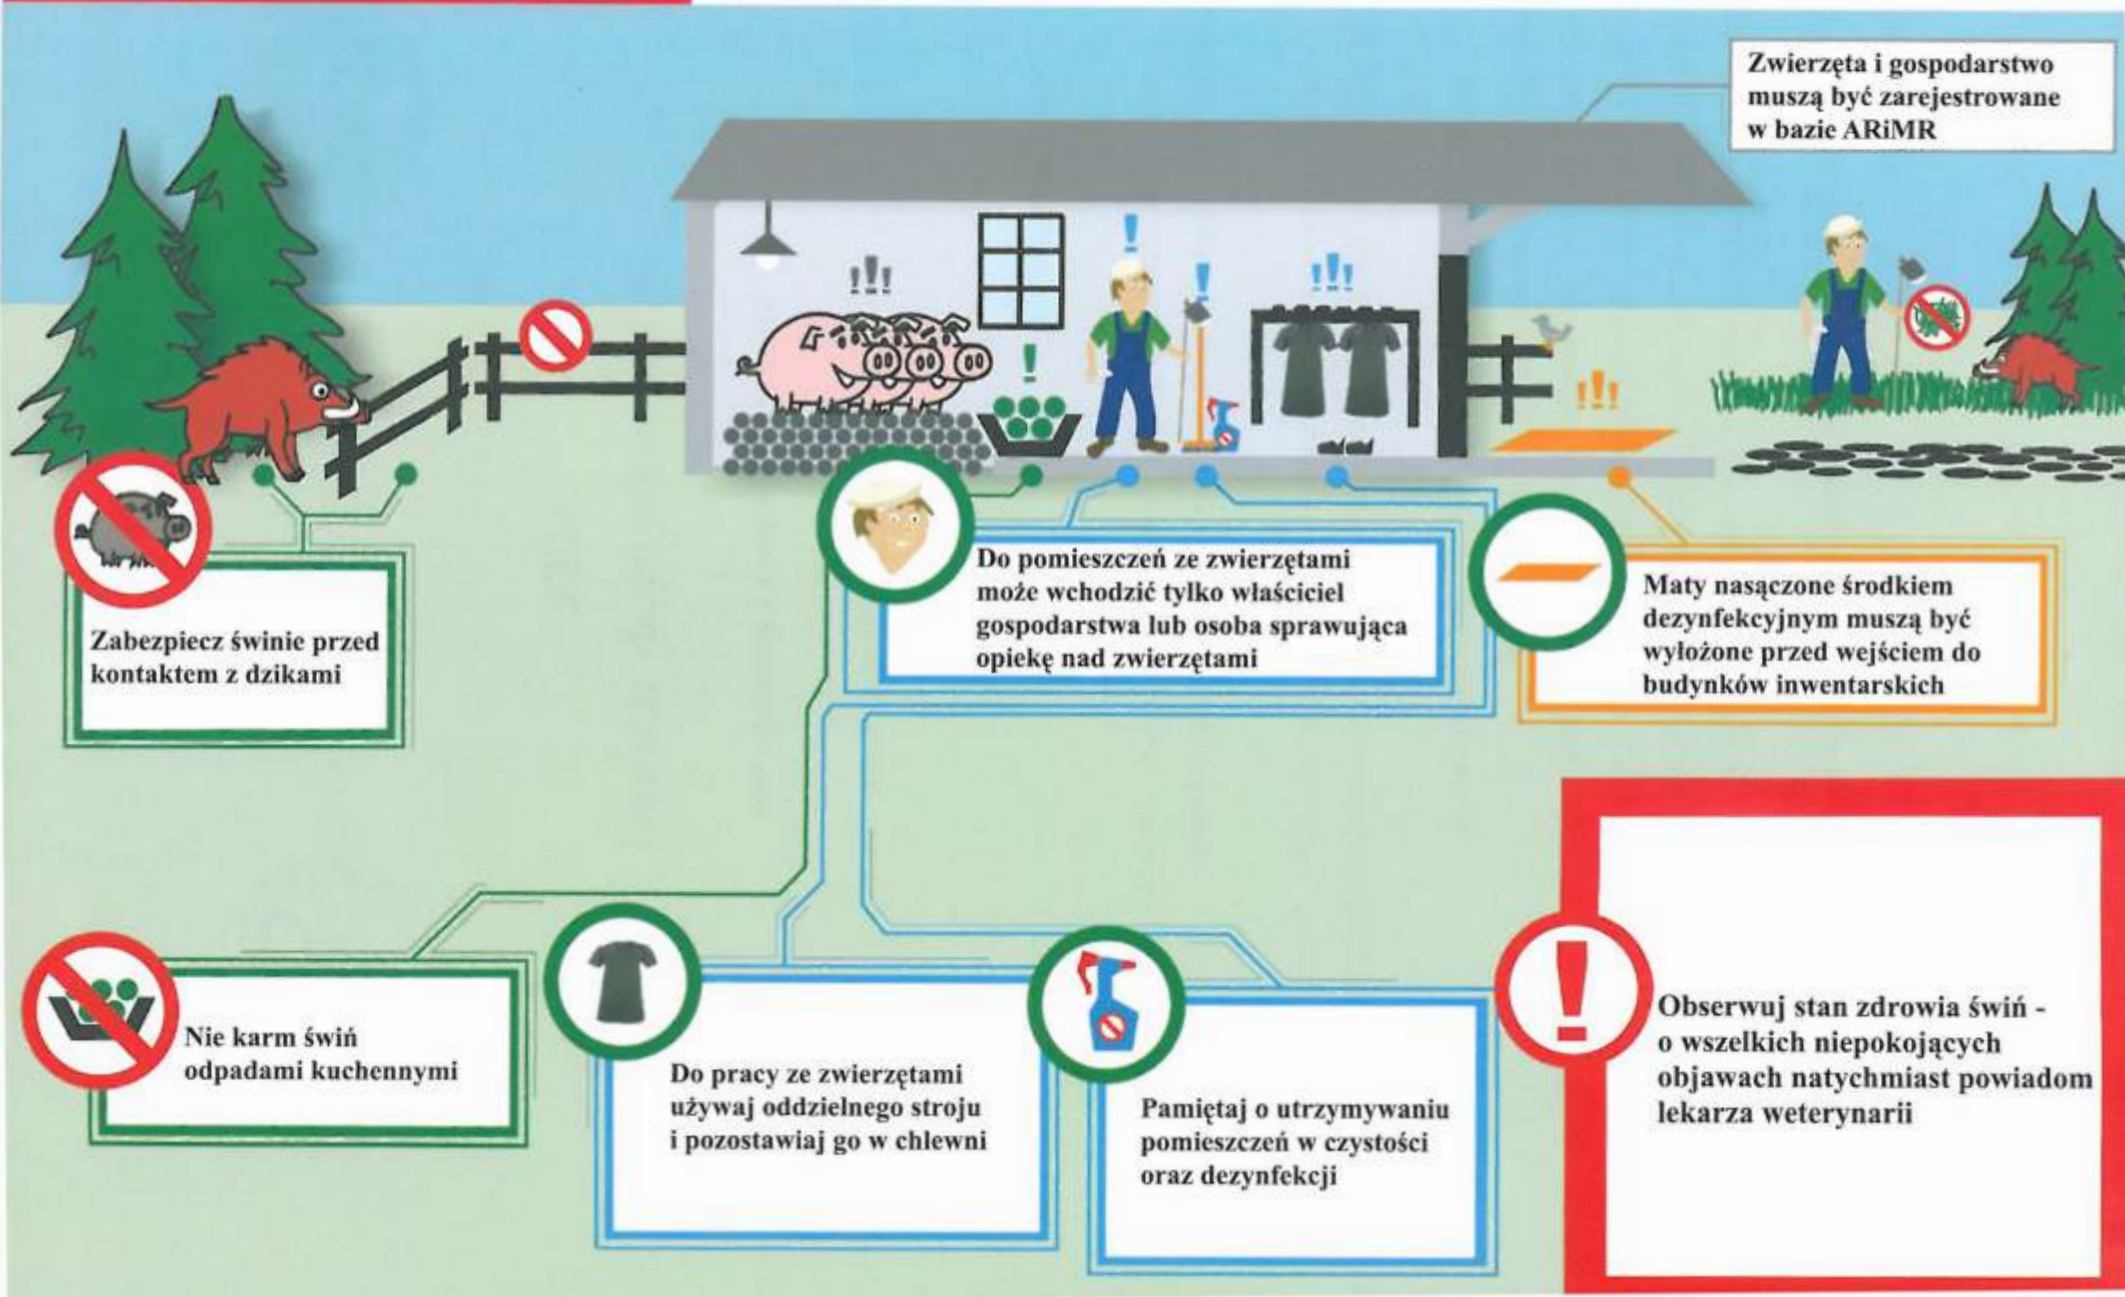 Zwierzęta i gospodarstwo
muszą być zarejestrowane
w bazie ARiMR
Zabezpiecz świnie przed
kontaktem z dzikami
Do pomieszczeń ze zwierzętami
może wchodzić tylko właściciel
gospodarstwa lub osoba sprawująca
opiekę nad zwierzętami
Maty nasączone środkiem
dezynfekcyjnym muszą być
wyłożone przed wejściem do
budynków inwentarskich
Nie karm świń
odpadami kuchennymi
Do pracy ze zwierzętami
używaj oddzielnego stroju
i pozostawiaj go w chlewni
Pamiętaj o utrzymywaniu
pomieszczeń w czystości
oraz dezynfekcji
Obserwuj stan zdrowia świń -
o wszelkich niepokojących
objawach natychmiast powiadom
lekarza weterynarii